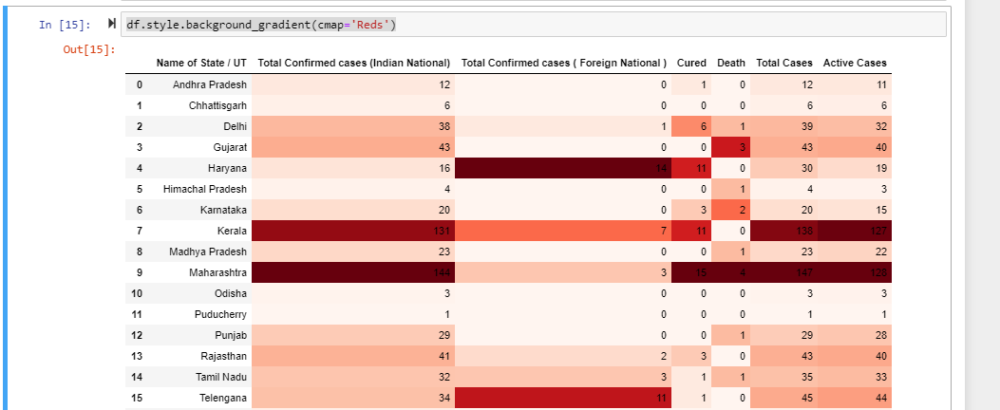 In [15]: df.style.background_gradient(cmap='Reds')
Out[15]:
Name of State / UT Total Confirmed cases (Indian National) Total Confirmed cases ( Foreign National ) Cured Death Total Cases Active Cases
0 Andhra Pradesh 12 0 1 0 12 11
1 Chhattisgarh 6 0 0 0 6 6
2 Delhi 38 1 6 1 39 32
3 Gujarat 43 0 0 3 43 40
4 Haryana 16 14 11 0 30 19
5 Himachal Pradesh 4 0 0 1 4 3
6 Karnataka 20 0 3 2 20 15
7 Kerala 131 7 11 0 138 127
8 Madhya Pradesh 23 0 0 1 23 22
9 Maharashtra 144 3 15 4 147 128
10 Odisha 3 0 0 0 3 3
11 Puducherry 1 0 0 0 1 1
12 Punjab 29 0 0 1 29 28
13 Rajasthan 41 2 3 0 43 40
14 Tamil Nadu 32 3 1 1 35 33
15 Telengana 34 11 1 0 45 44